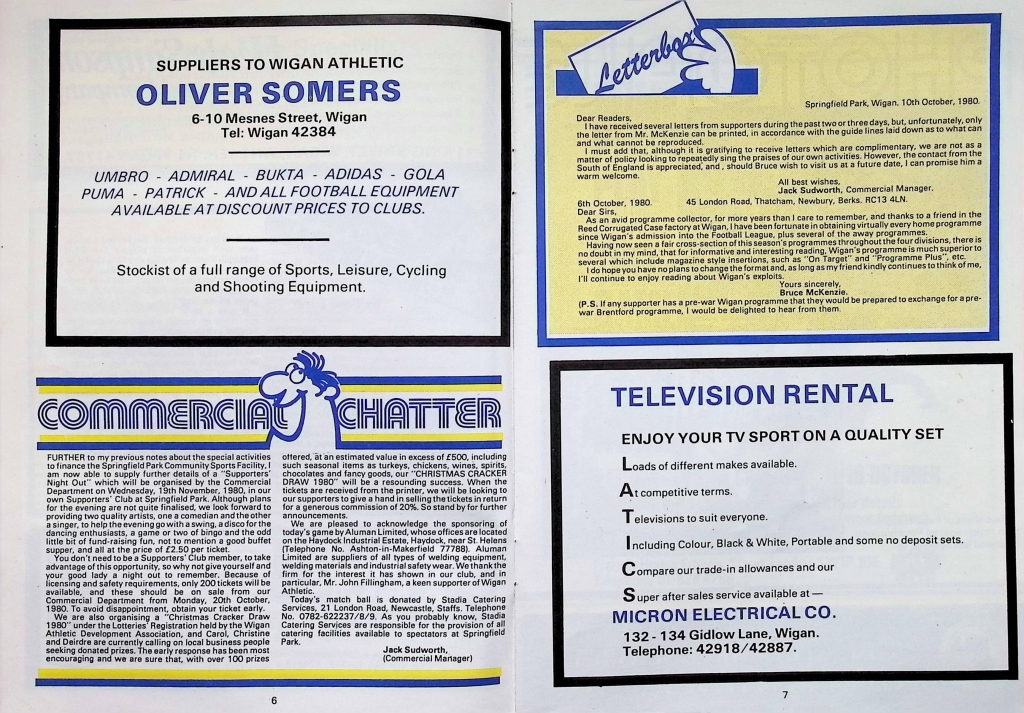 SUPPLIERS TO WIGAN ATHLETIC
OLIVER SOMERS
6-10 Mesnes Street, Wigan
Tel: Wigan 42384
UMBRO - ADMIRAL - BUKTA - ADIDAS - GOLA
PUMA - PATRICK - AND ALL FOOTBALL EQUIPMENT
AVAILABLE AT DISCOUNT PRICES TO CLUBS.
Stockist of a full range of Sports, Leisure, Cycling
and Shooting Equipment.
COMMERCIAL CHATTER
FURTHER to my previous notes about the special activities
to finance the Springfield Park Community Sports Facility, I
am now able to supply further details of a "Supporters'
Night Out" which will be organised by the Commercial
Department on Wednesday, 19th November, 1980, in our
own Supporters' Club at Springfield Park. Although plans
for the evening are not quite finalised, we look forward to
providing two quality artists, one a comedian and the other
a singer, to help the evening go with a swing, a disco for the
dancing enthusiasts, a game or two of bingo and the odd
little bit of fund-raising fun, not to mention a good buffet
supper, and all at the price of £2.50 per ticket.
You don't need to be a Supporters' Club member, to take
advantage of this opportunity, so why not give yourself and
your good lady a night out to remember. Because of
licensing and safety requirements, only 200 tickets will be
available, and these should be on sale from our
Commercial Department from Monday, 20th October,
1980. To avoid disappointment, obtain your ticket early.
We are also organising a "Christmas Cracker Draw
1980" under the Lotteries' Registration held by the Wigan
Athletic Development Association, and Carol, Christine
and Deirdre are currently calling on local business people
seeking donated prizes. The early response has been most
encouraging and we are sure that, with over 100 prizes
offered, at an estimated value in excess of £500, including
such seasonal items as turkeys, chickens, wines, spirits,
chocolates and fancy goods, our "CHRISTMAS CRACKER
DRAW 1980" will be a resounding success. When the
tickets are received from the printer, we will be looking to
our supporters to give a hand in selling the tickets in return
for a generous commission of 20%. So stand by for further
announcements.
We are pleased to acknowledge the sponsoring of
today's game by Aluman Limited, whose offices are located
on the Haydock Industrial Estate, Haydock, near St. Helens
(Telephone No. Ashton-in-Makerfield 77788). Aluman
Limited are suppliers of all types of welding equipment,
welding materials and industrial safety wear. We thank the
firm for the interest it has shown in our club, and in
particular, Mr. John Fillingham, a keen supporter of Wigan
Athletic.
Today's match ball is donated by Stadia Catering
Services, 21 London Road, Newcastle, Staffs. Telephone
No. 0782-622237/8/9. As you probably know, Stadia
Catering Services are responsible for the provision of all
catering facilities available to spectators at Springfield
Park.
Jack Sudworth,
(Commercial Manager)
6
Letterbox
Springfield Park, Wigan. 10th October, 1980.
Dear Readers,
I have received several letters from supporters during the past two or three days, but, unfortunately, only
the letter from Mr. McKenzie can be printed, in accordance with the guide lines laid down as to what can
and what cannot be reproduced.
I must add that, although it is gratifying to receive letters which are complimentary, we are not as a
matter of policy looking to repeatedly sing the praises of our own activities. However, the contact from the
South of England is appreciated, and , should Bruce wish to visit us at a future date, I can promise him a
warm welcome.
All best wishes,
Jack Sudworth, Commercial Manager.
6th October, 1980. 45 London Road, Thatcham, Newbury, Berks. RC13 4LN.
Dear Sirs,
As an avid programme collector, for more years than I care to remember, and thanks to a friend in the
Reed Corrugated Case factory at Wigan, I have been fortunate in obtaining virtually every home programme
since Wigan's admission into the Football League, plus several of the away programmes.
Having now seen a fair cross-section of this season's programmes throughout the four divisions, there is
no doubt in my mind, that for informative and interesting reading, Wigan's programme is much superior to
several which include magazine style insertions, such as "On Target" and "Programme Plus", etc.
I do hope you have no plans to change the format and, as long as my friend kindly continues to think of me,
I'll continue to enjoy reading about Wigan's exploits.
Yours sincerely,
Bruce McKenzie.
(P.S. If any supporter has a pre-war Wigan programme that they would be prepared to exchange for a pre-
war Brentford programme, I would be delighted to hear from them.
TELEVISION RENTAL
ENJOY YOUR TV SPORT ON A QUALITY SET
Loads of different makes available.
At competitive terms.
Televisions to suit everyone.
Including Colour, Black & White, Portable and some no deposit sets.
Compare our trade-in allowances and our
Super after sales service available at —
MICRON ELECTRICAL CO.
132 - 134 Gidlow Lane, Wigan.
Telephone: 42918/42887.
7